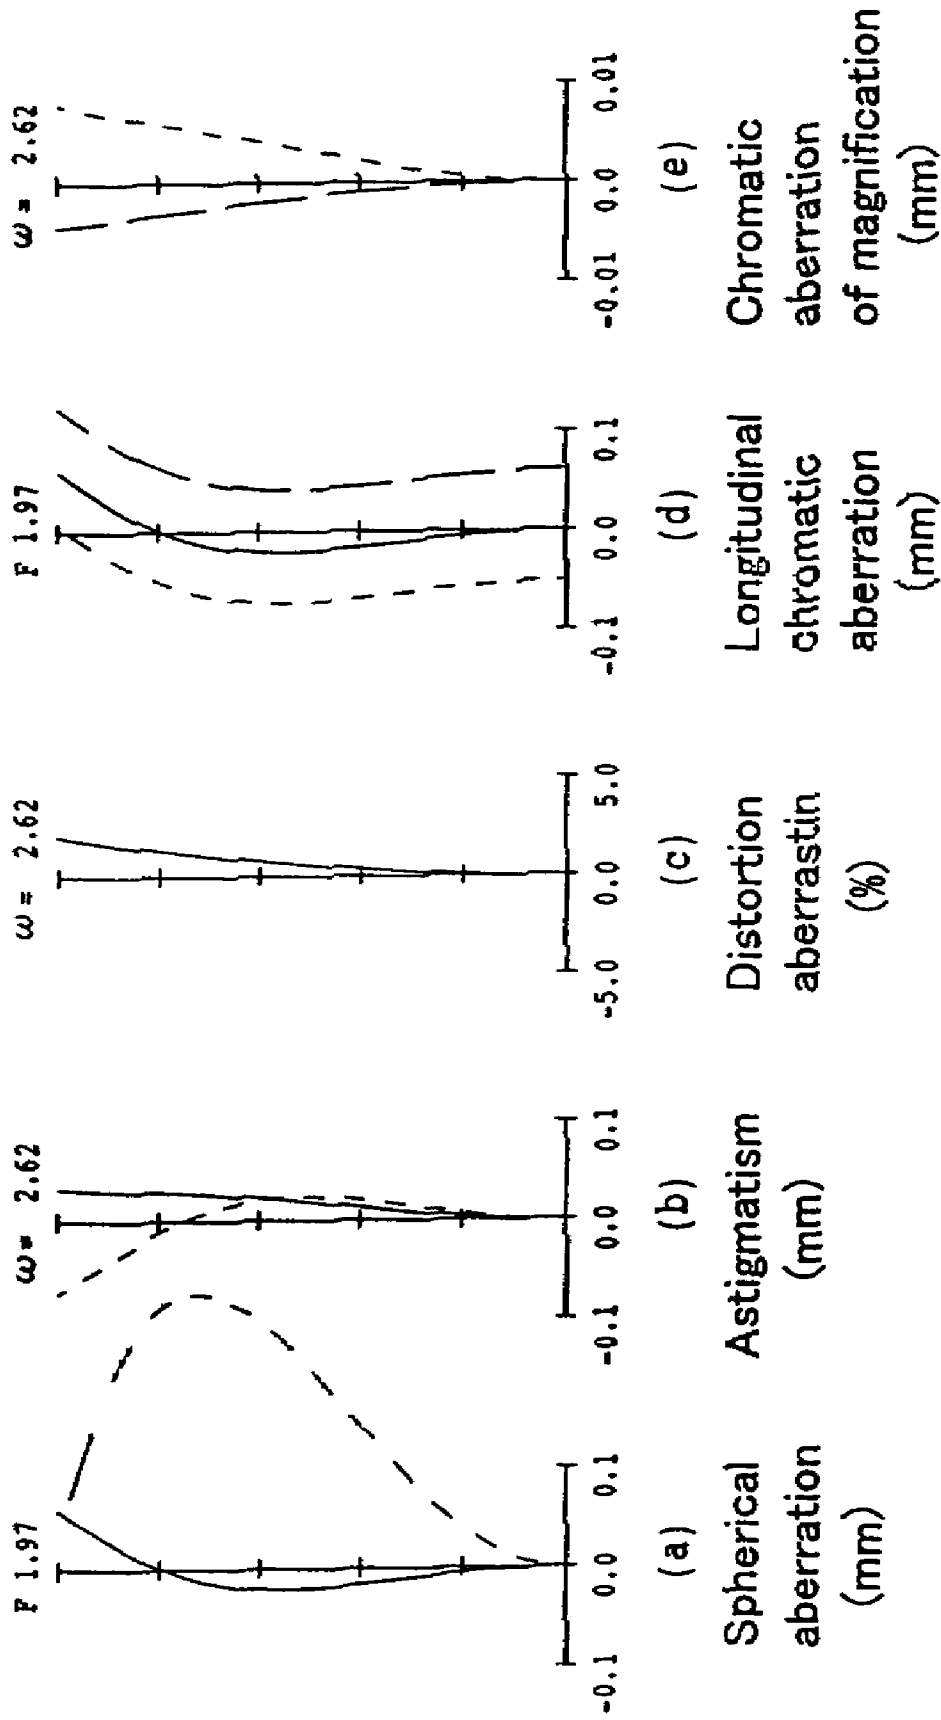 F 1.97
-0.1 0.0 0.1
(a)
Spherical
aberration
(mm)
ω= 2.62
-0.1 0.0 0.1
(b)
Astigmatism
(mm)
ω= 2.62
-5.0 0.0 5.0
(c)
Distortion
aberrastin
(%)
F 1.97
-0.1 0.0 0.1
(d)
Longitudinal
chromatic
aberration
(mm)
ω= 2.62
-0.01 0.0 0.01
(e)
Chromatic
aberration
of magnification
(mm)